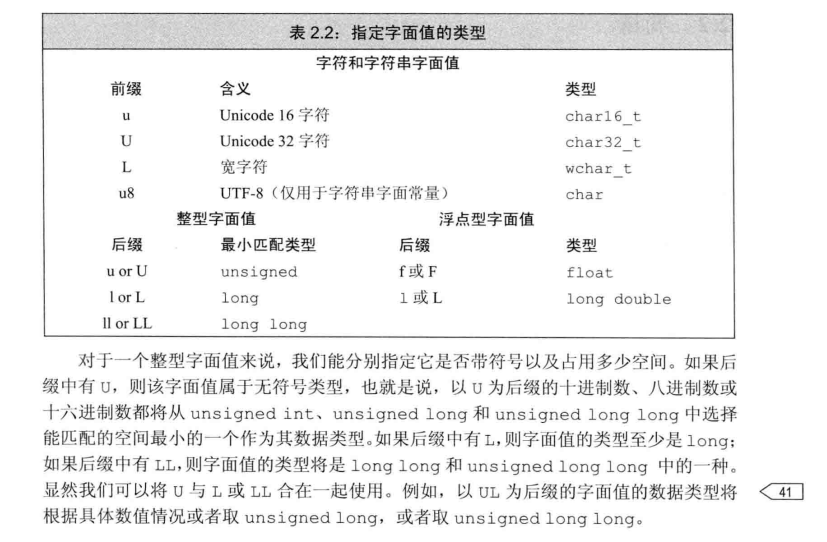 表 2.2：指定字面值的类型
字符和字符串字面值
前缀 含义 类型
u Unicode 16 字符 char16_t
U Unicode 32 字符 char32_t
L 宽字符 wchar_t
u8 UTF-8（仅用于字符串字面常量） char
整型字面值 浮点型字面值
后缀 最小匹配类型 后缀 类型
u or U unsigned f 或 F float
l or L long l 或 L long double
ll or LL long long
对于一个整型字面值来说，我们能分别指定它是否带符号以及占用多少空间。如果后
缀中有 U，则该字面值属于无符号类型，也就是说，以 U 为后缀的十进制数、八进制数或
十六进制数都将从 unsigned int、unsigned long 和 unsigned long long 中选择
能匹配的空间最小的一个作为其数据类型。如果后缀中有 L，则字面值的类型至少是 long；
如果后缀中有 LL，则字面值的类型将是 long long 和 unsigned long long 中的一种。
显然我们可以将 U 与 L 或 LL 合在一起使用。例如，以 UL 为后缀的字面值的数据类型将
41
根据具体数值情况或者取 unsigned long，或者取 unsigned long long。